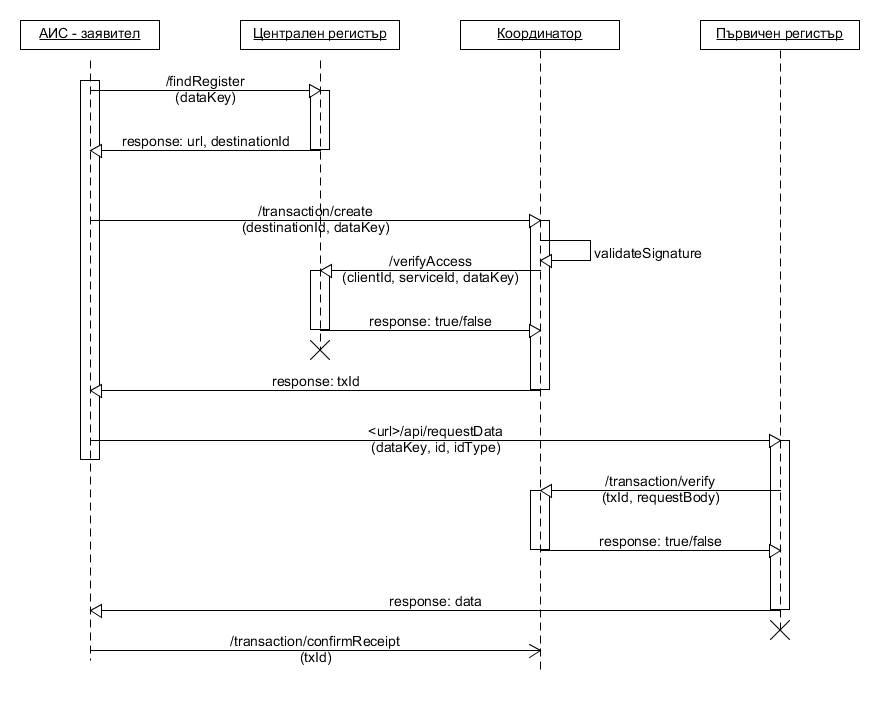 АИС - заявител
Централен регистър
Координатор
Първичен регистър
/findRegister
(dataKey)
response: url, destinationId
/transaction/create
(destinationId, dataKey)
validateSignature
/verifyAccess
(clientId, serviceId, dataKey)
response: true/false
response: txId
<url>/api/requestData
(dataKey, id, idType)
/transaction/verify
(txId, requestBody)
response: true/false
response: data
/transaction/confirmReceipt
(txId)